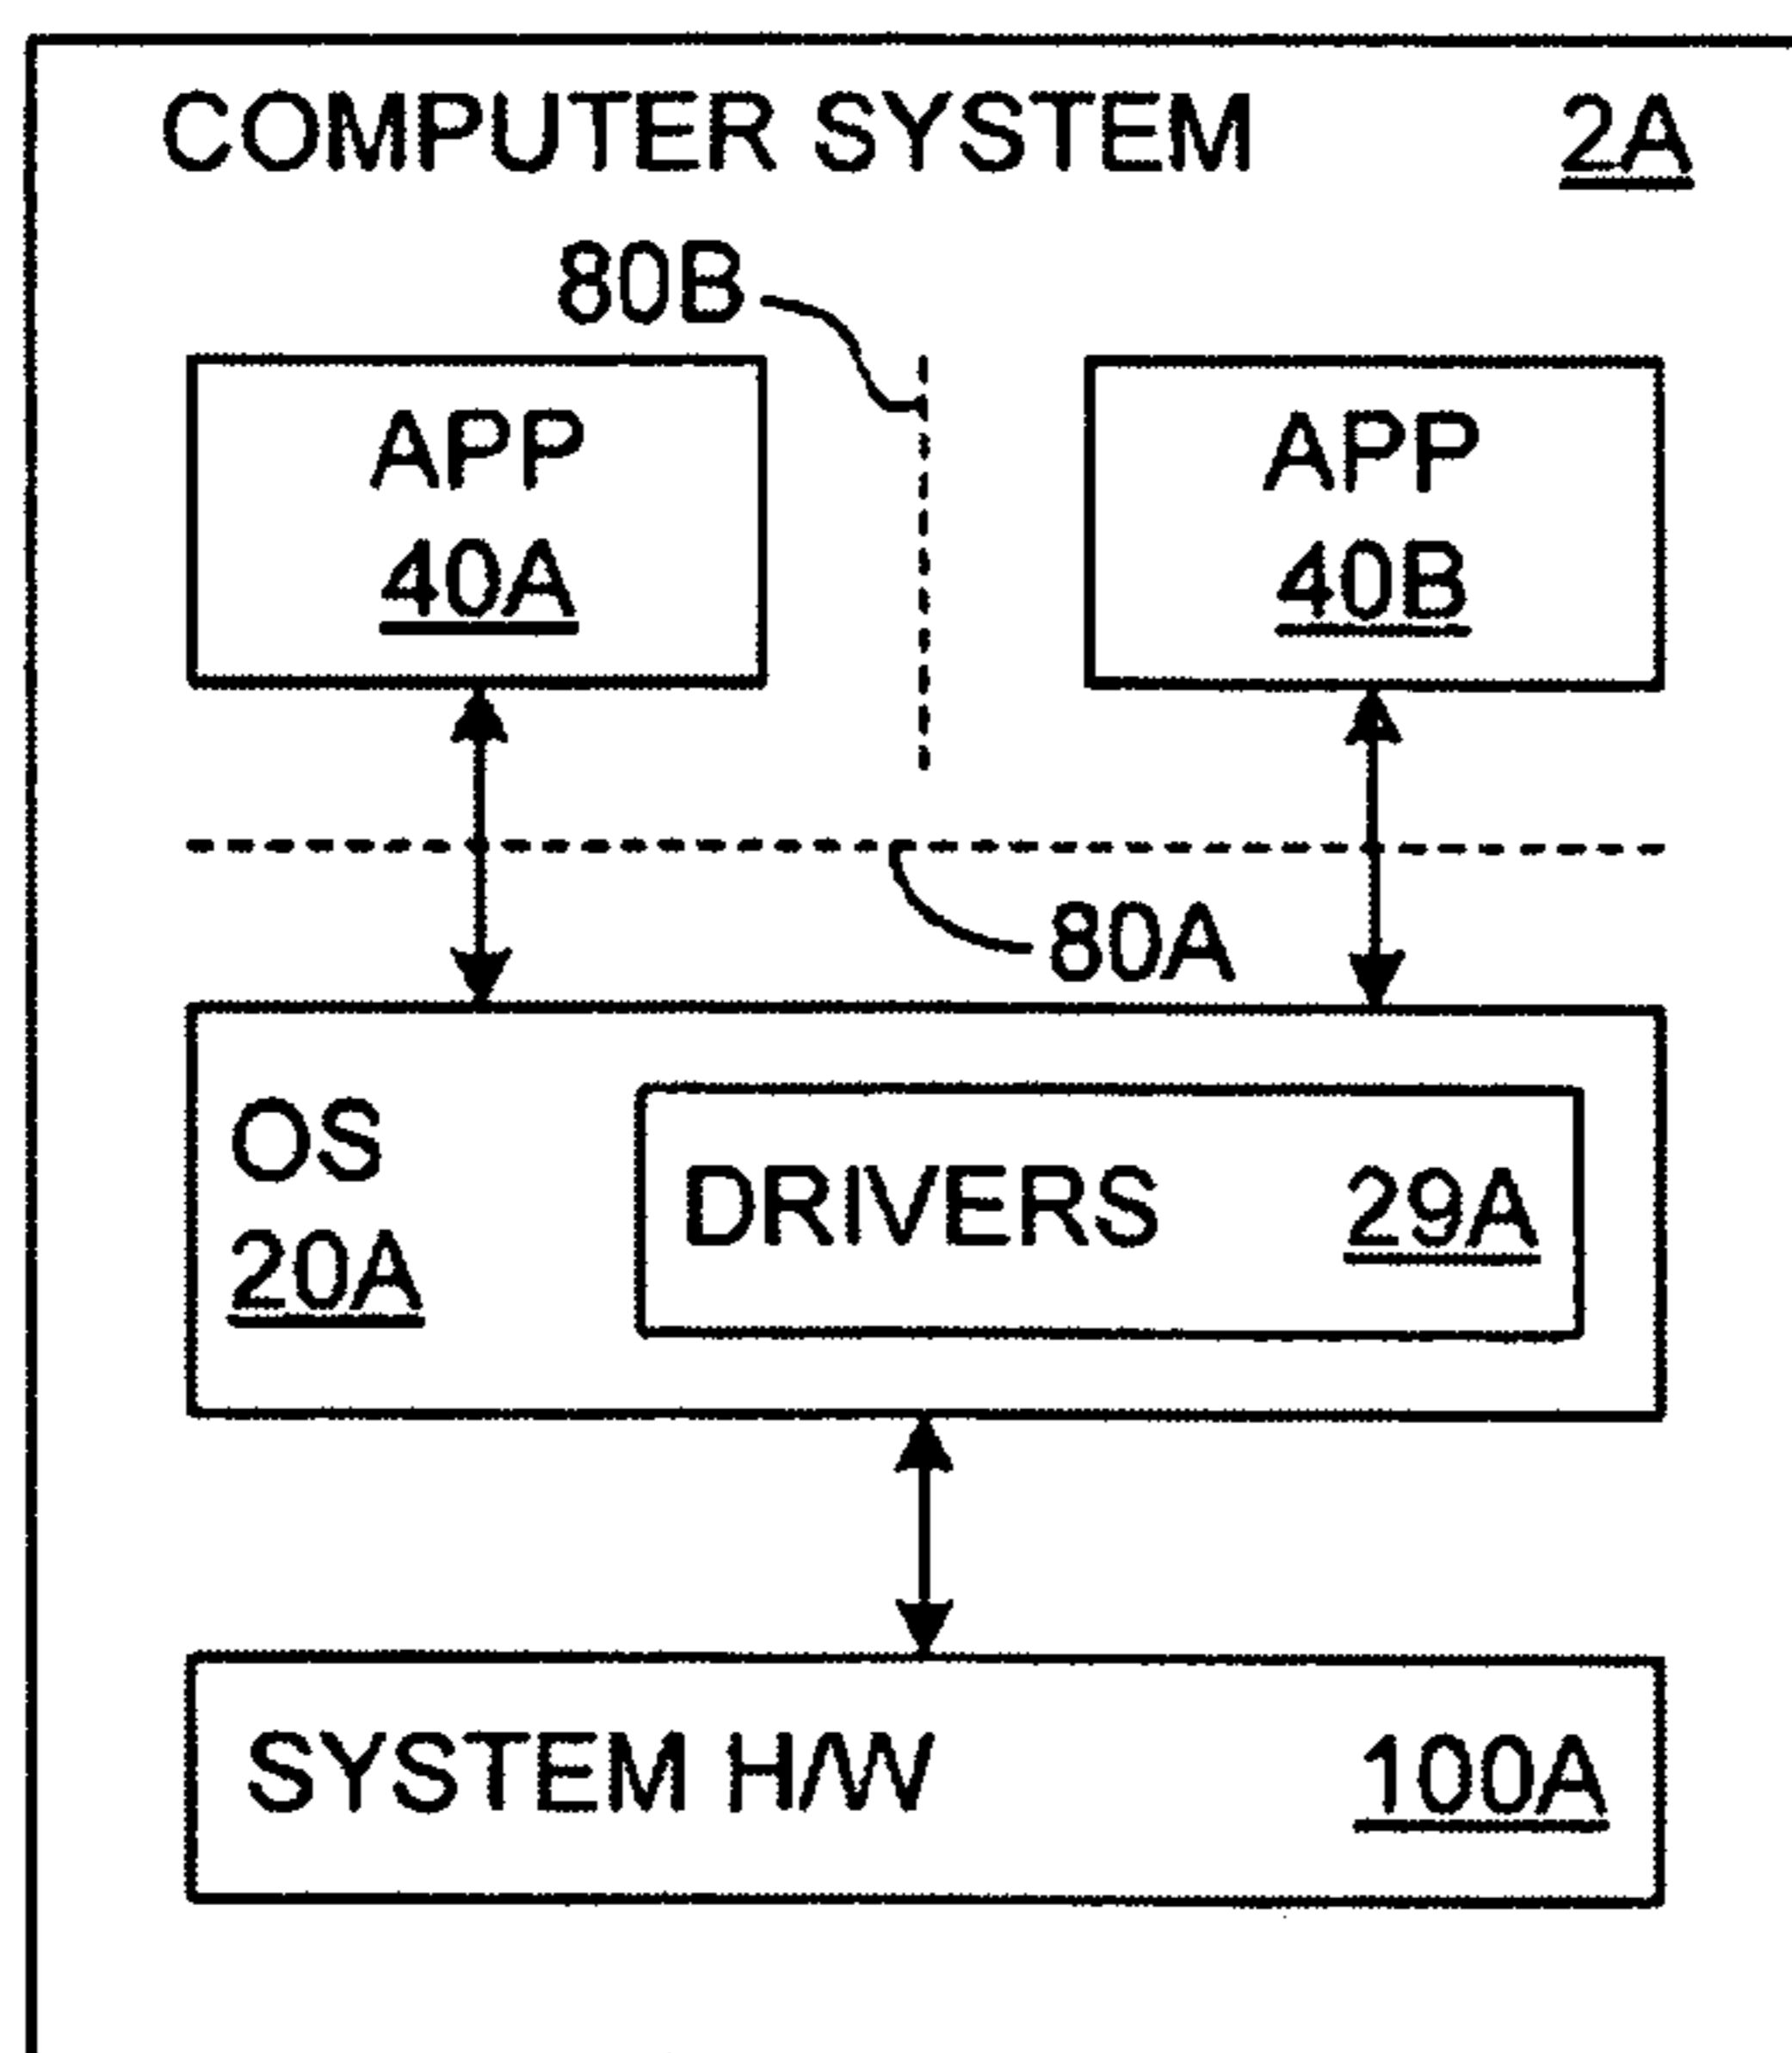 COMPUTER SYSTEM 2A
80B
APP
40A
APP
40B
80A
OS
20A
DRIVERS 29A
SYSTEM H/W 100A